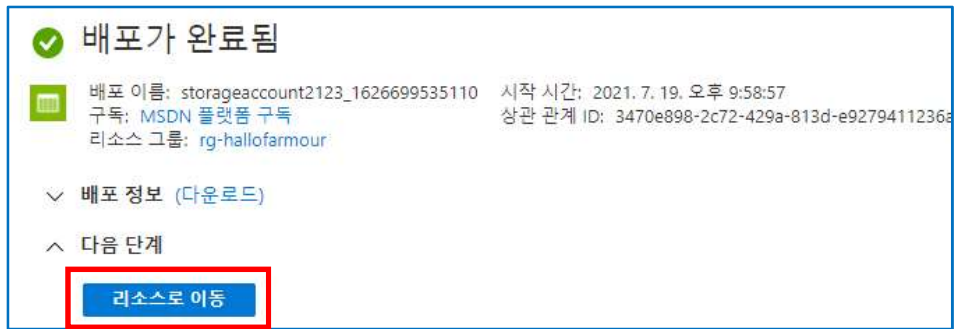 배포가 완료됨
배포 이름: storageaccount2123_1626699535110 시작 시간: 2021. 7. 19. 오후 9:58:57
구독: MSDN 플랫폼 구독 상관 관계 ID: 3470e898-2c72-429a-813d-e9279411236a
리소스 그룹: rg-hallofarmour
배포 정보 (다운로드)
다음 단계
리소스로 이동